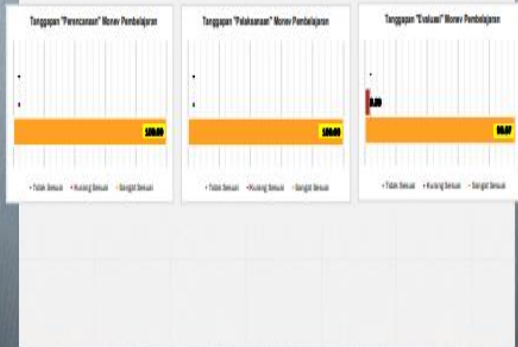 Tanggapan "Perencanaan" Monev Pembelajaran
100.00
Tidak Sesuai Kurang Sesuai Sangat Sesuai
Tanggapan "Pelaksanaan" Monev Pembelajaran
100.00
Tidak Sesuai Kurang Sesuai Sangat Sesuai
Tanggapan "Evaluasi" Monev Pembelajaran
Tidak Sesuai Kurang Sesuai Sangat Sesuai